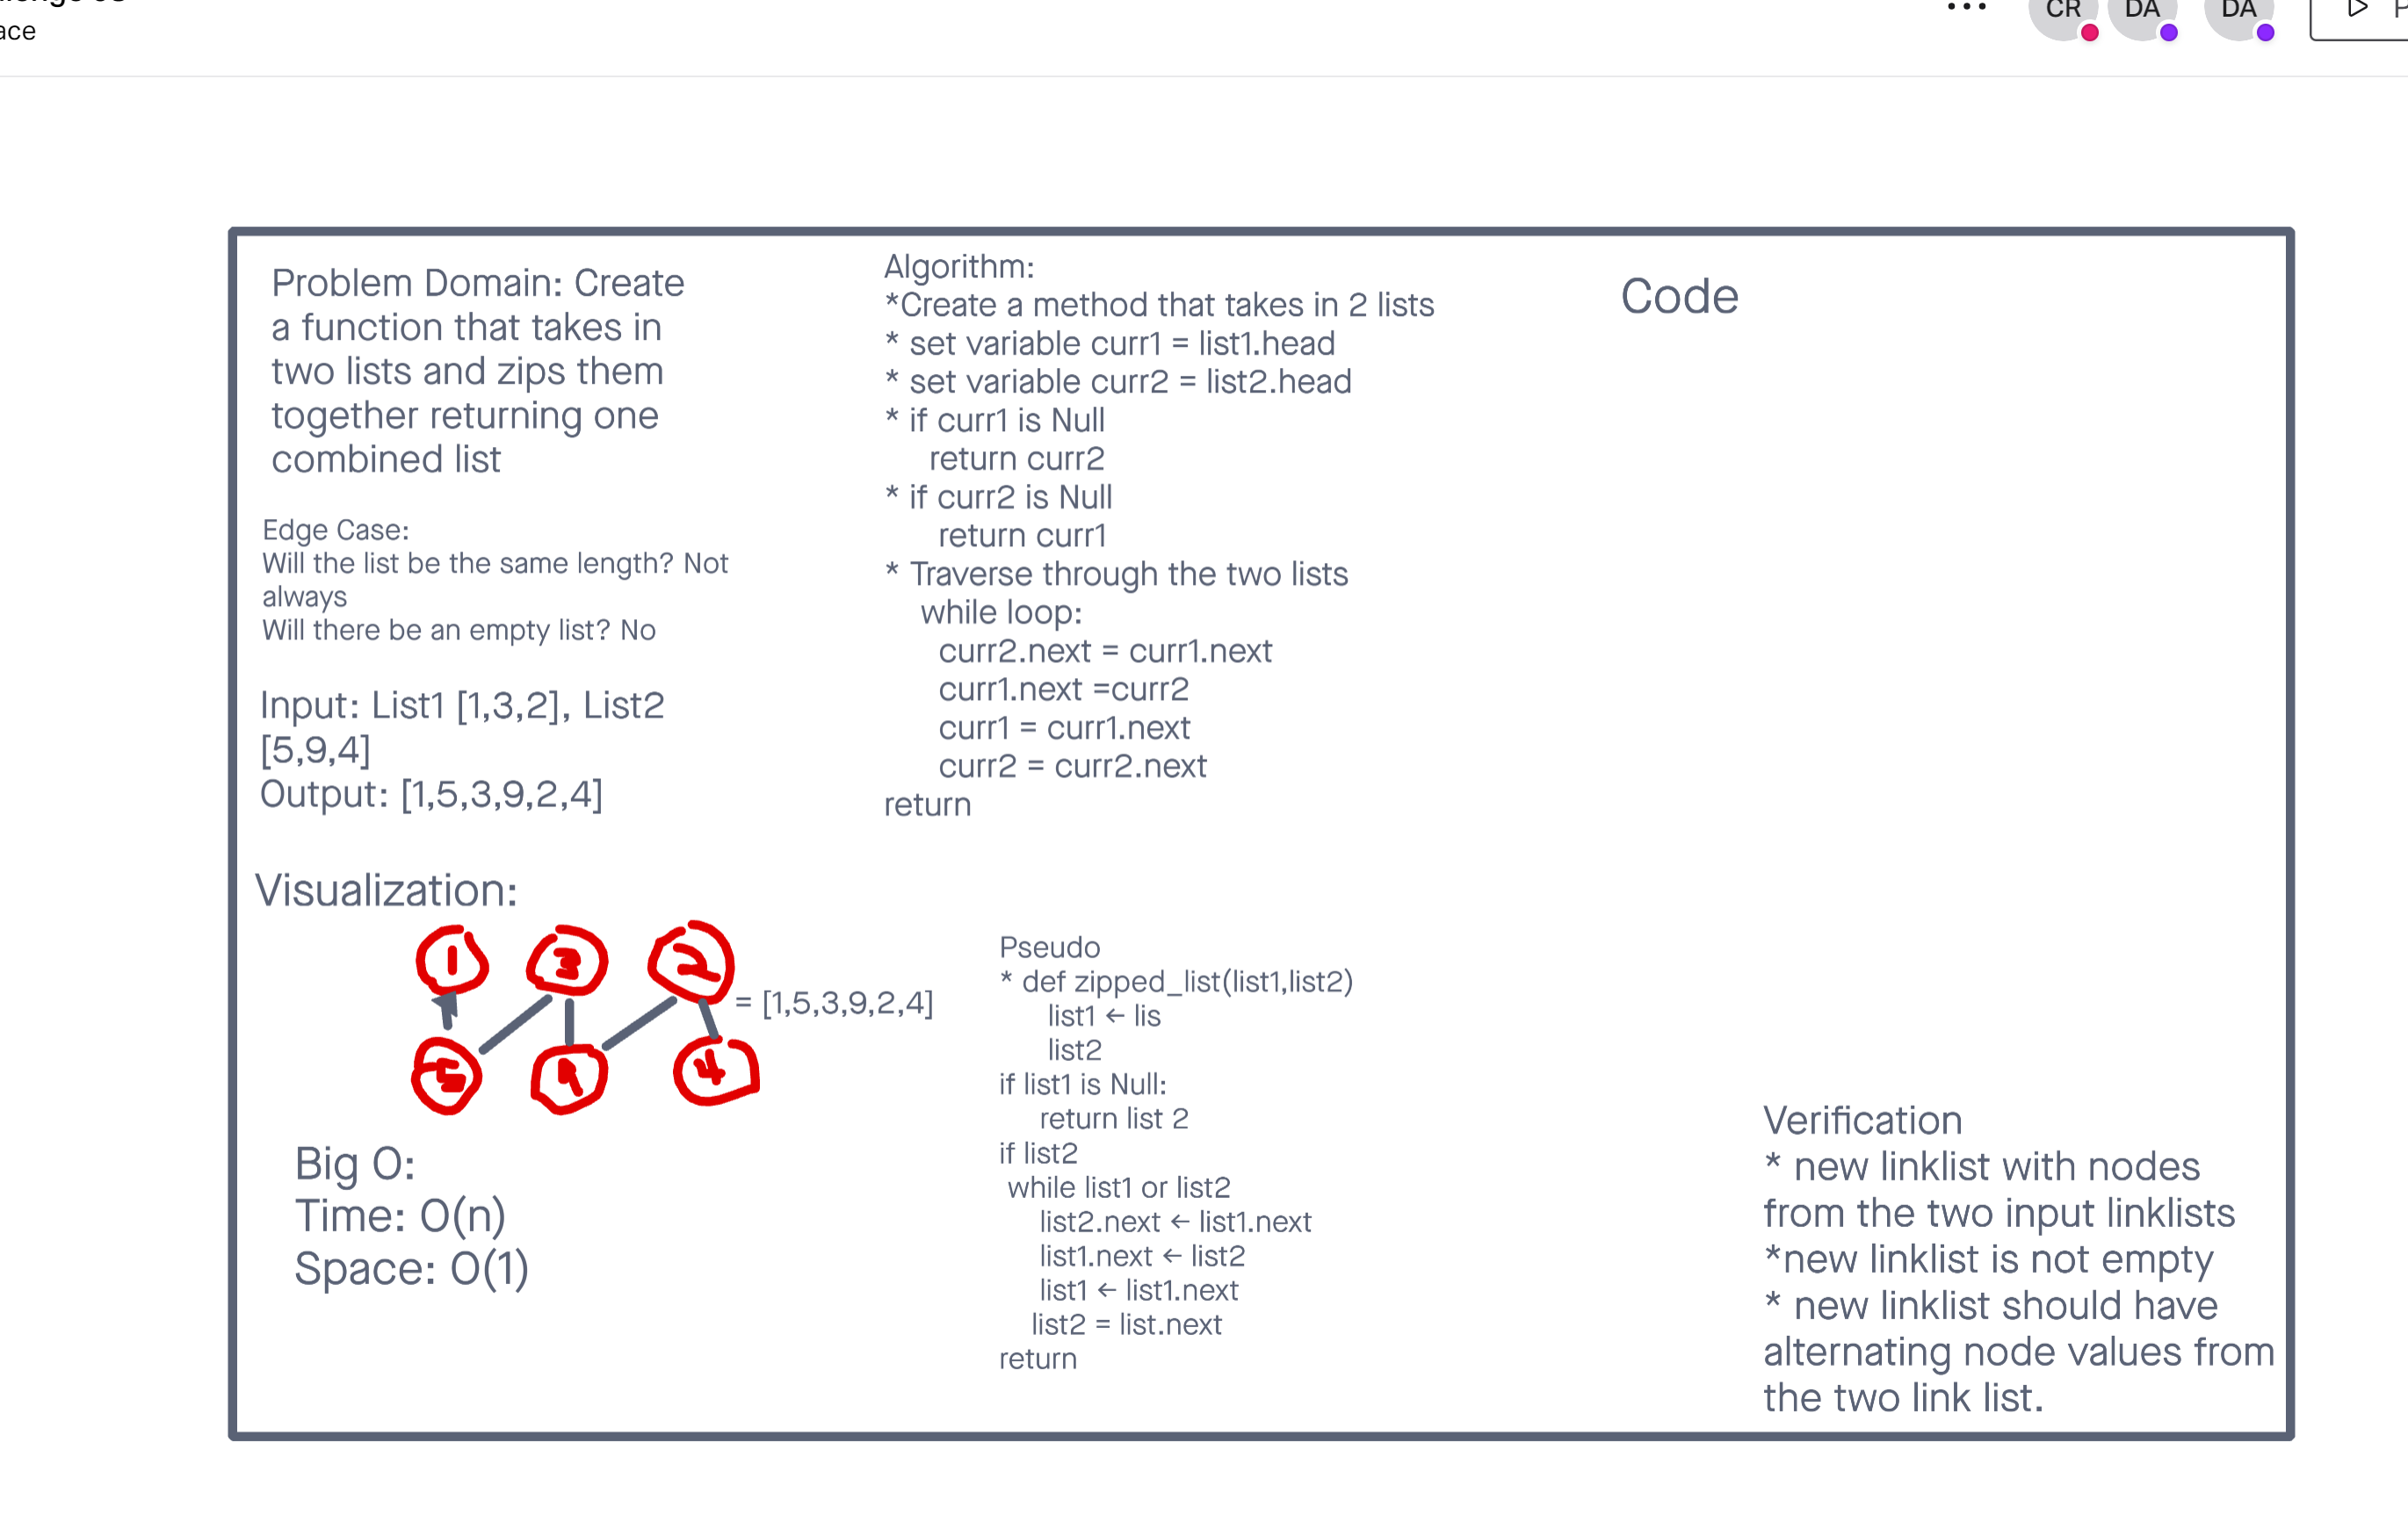 ace
CR DA DA
Problem Domain: Create
a function that takes in
two lists and zips them
together returning one
combined list
Edge Case:
Will the list be the same length? Not
always
Will there be an empty list? No
Input: List1 [1,3,2], List2
[5,9,4]
Output: [1,5,3,9,2,4]
Visualization:
1 3 2
= [1,5,3,9,2,4]
5 9 4
Big O:
Time: O(n)
Space: O(1)
Algorithm:
*Create a method that takes in 2 lists
* set variable curr1 = list1.head
* set variable curr2 = list2.head
* if curr1 is Null
return curr2
* if curr2 is Null
return curr1
* Traverse through the two lists
while loop:
curr2.next = curr1.next
curr1.next =curr2
curr1 = curr1.next
curr2 = curr2.next
return
Pseudo
* def zipped_list(list1,list2)
list1 ← lis
list2
if list1 is Null:
return list 2
if list2
while list1 or list2
list2.next ← list1.next
list1.next ← list2
list1 ← list1.next
list2 = list.next
return
Code
Verification
* new linklist with nodes
from the two input linklists
*new linklist is not empty
* new linklist should have
alternating node values from
the two link list.